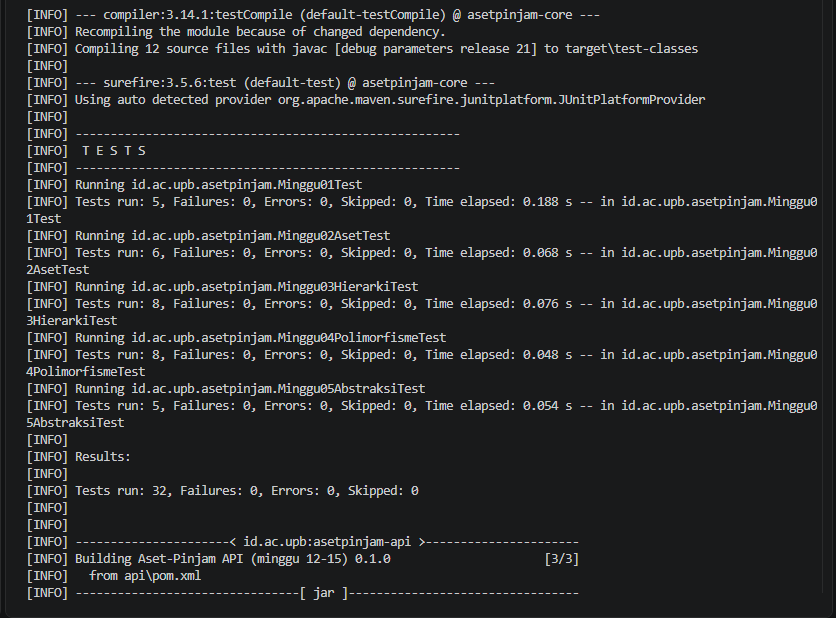 [INFO] --- compiler:3.14.1:testCompile (default-testCompile) @ asetpinjam-core ---
[INFO] Recompiling the module because of changed dependency.
[INFO] Compiling 12 source files with javac [debug parameters release 21] to target\test-classes
[INFO]
[INFO] --- surefire:3.5.6:test (default-test) @ asetpinjam-core ---
[INFO] Using auto detected provider org.apache.maven.surefire.junitplatform.JUnitPlatformProvider
[INFO]
[INFO] -------------------------------------------------------
[INFO]  T E S T S
[INFO] -------------------------------------------------------
[INFO] Running id.ac.upb.asetpinjam.Minggu01Test
[INFO] Tests run: 5, Failures: 0, Errors: 0, Skipped: 0, Time elapsed: 0.188 s -- in id.ac.upb.asetpinjam.Minggu0
1Test
[INFO] Running id.ac.upb.asetpinjam.Minggu02AsetTest
[INFO] Tests run: 6, Failures: 0, Errors: 0, Skipped: 0, Time elapsed: 0.068 s -- in id.ac.upb.asetpinjam.Minggu0
2AsetTest
[INFO] Running id.ac.upb.asetpinjam.Minggu03HierarkiTest
[INFO] Tests run: 8, Failures: 0, Errors: 0, Skipped: 0, Time elapsed: 0.076 s -- in id.ac.upb.asetpinjam.Minggu0
3HierarkiTest
[INFO] Running id.ac.upb.asetpinjam.Minggu04PolimorfismeTest
[INFO] Tests run: 8, Failures: 0, Errors: 0, Skipped: 0, Time elapsed: 0.048 s -- in id.ac.upb.asetpinjam.Minggu0
4PolimorfismeTest
[INFO] Running id.ac.upb.asetpinjam.Minggu05AbstraksiTest
[INFO] Tests run: 5, Failures: 0, Errors: 0, Skipped: 0, Time elapsed: 0.054 s -- in id.ac.upb.asetpinjam.Minggu0
5AbstraksiTest
[INFO]
[INFO] Results:
[INFO]
[INFO] Tests run: 32, Failures: 0, Errors: 0, Skipped: 0
[INFO]
[INFO]
[INFO] ----------------------< id.ac.upb:asetpinjam-api >----------------------
[INFO] Building Aset-Pinjam API (minggu 12-15) 0.1.0                      [3/3]
[INFO]   from api\pom.xml
[INFO] --------------------------------[ jar ]---------------------------------